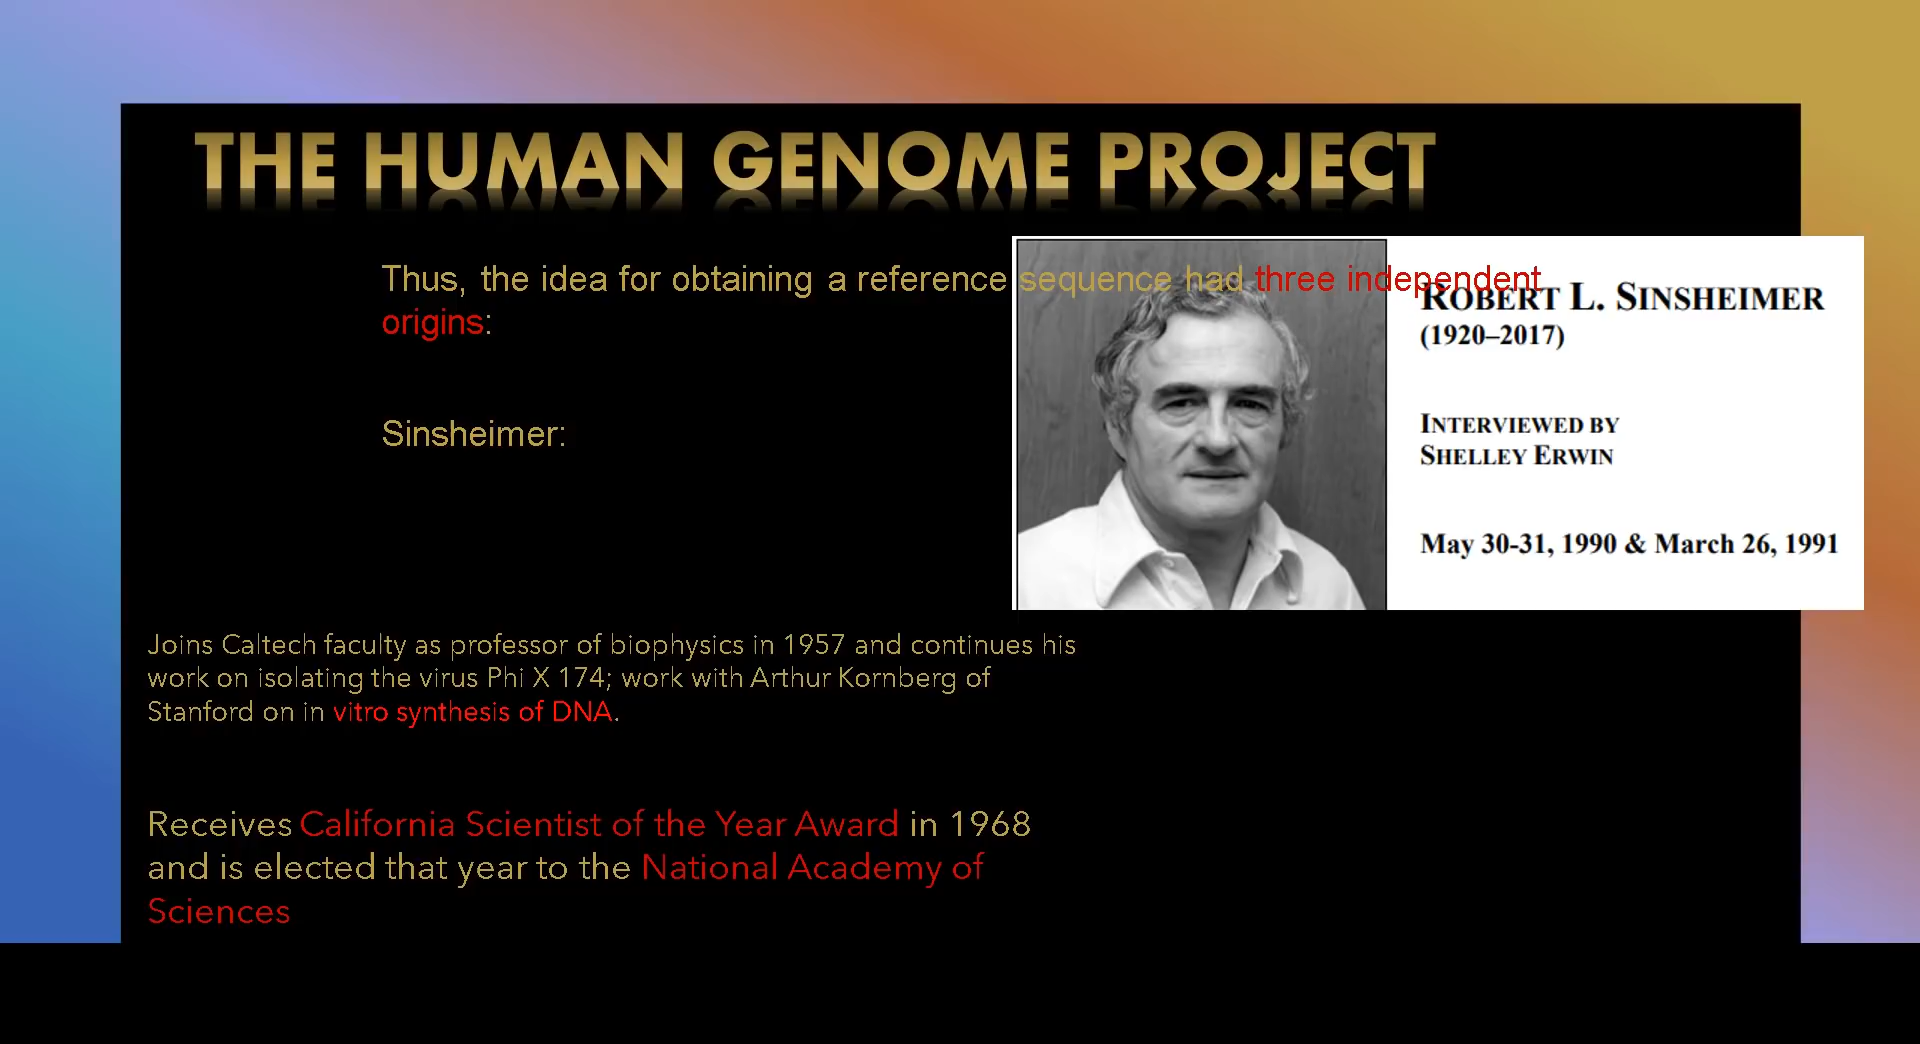 THE HUMAN GENOME PROJECT
Thus, the idea for obtaining a reference sequence had three independent
origins:
Sinsheimer:
ROBERT L. SINSHEIMER
(1920–2017)
INTERVIEWED BY
SHELLEY ERWIN
May 30-31, 1990 & March 26, 1991
Joins Caltech faculty as professor of biophysics in 1957 and continues his
work on isolating the virus Phi X 174; work with Arthur Kornberg of
Stanford on in vitro synthesis of DNA.
Receives California Scientist of the Year Award in 1968
and is elected that year to the National Academy of
Sciences